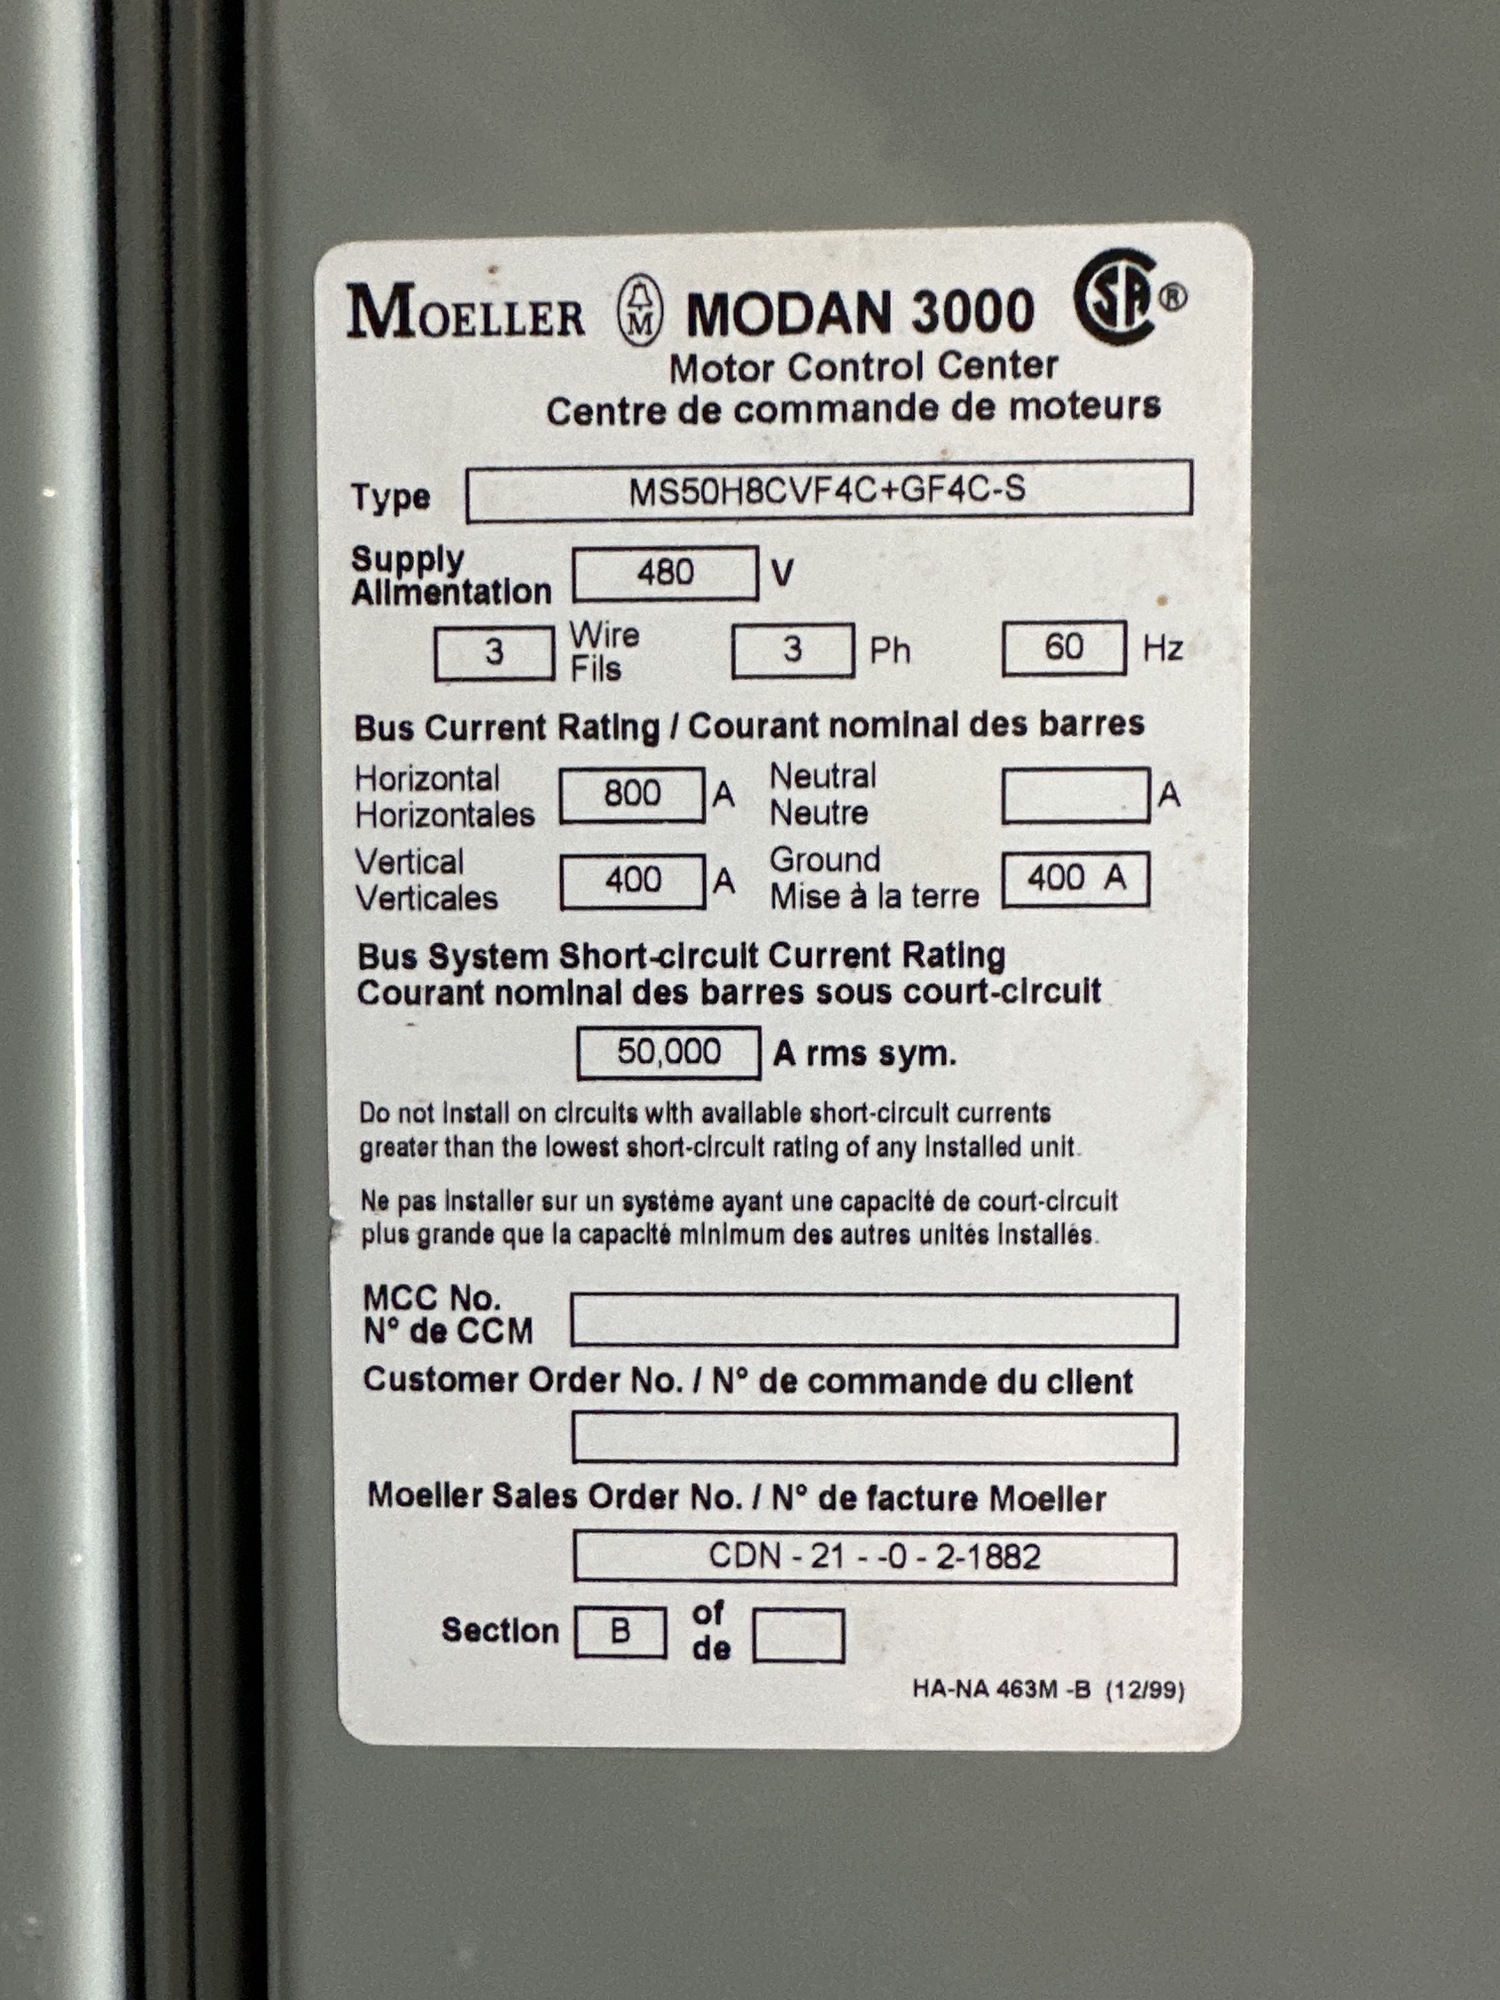 MOELLER M MODAN 3000 CSA ®
Motor Control Center
Centre de commande de moteurs
Type MS50H8CVF4C+GF4C-S
Supply
Alimentation 480 V
3 Wire Fils 3 Ph 60 Hz
Bus Current Rating / Courant nominal des barres
Horizontal
Horizontales 800 A
Neutral
Neutre A
Vertical
Verticales 400 A
Ground
Mise à la terre 400 A
Bus System Short-circuit Current Rating
Courant nominal des barres sous court-circuit
50,000 A rms sym.
Do not install on circuits with available short-circuit currents
greater than the lowest short-circuit rating of any installed unit.
Ne pas installer sur un système ayant une capacité de court-circuit
plus grande que la capacité minimum des autres unités installés.
MCC No.
N° de CCM
Customer Order No. / N° de commande du client
Moeller Sales Order No. / N° de facture Moeller
CDN - 21 - -0 - 2-1882
Section B of de
HA-NA 463M -B (12/99)